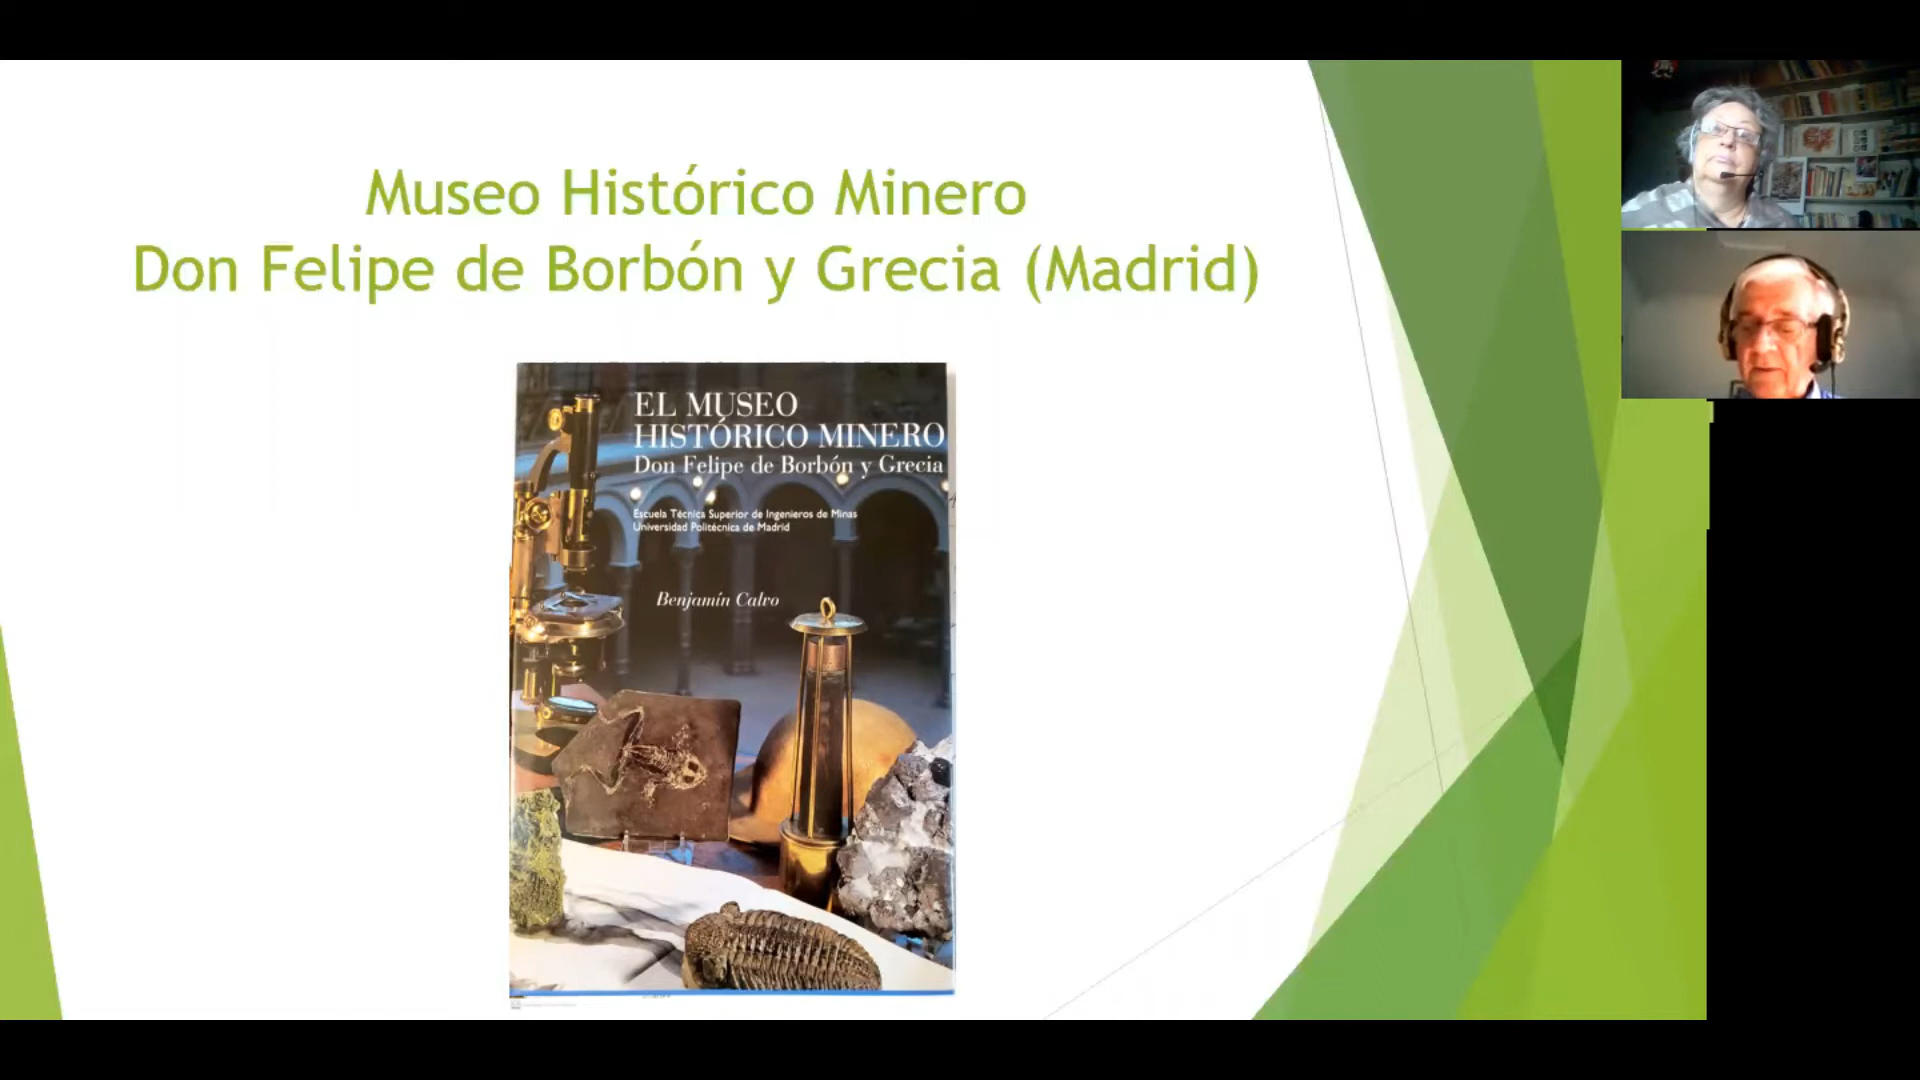 Museo Histórico Minero
Don Felipe de Borbón y Grecia (Madrid)
EL MUSEO
HISTÓRICO MINERO
Don Felipe de Borbón y Grecia
Escuela Técnica Superior de Ingenieros de Minas
Universidad Politécnica de Madrid
Benjamín Calvo